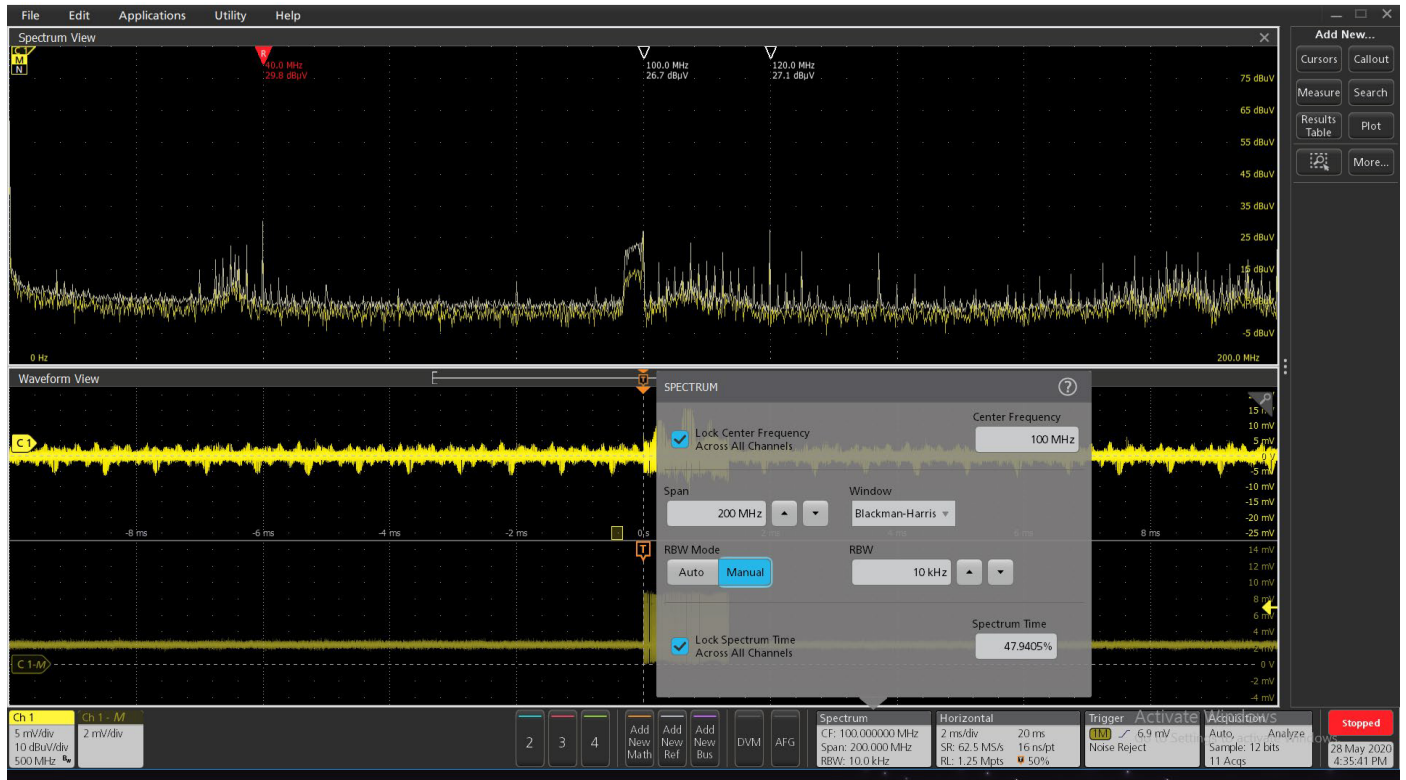 File Edit Applications Utility Help
Spectrum View
Add New...
Cursors Callout
Measure Search
Results Table Plot
More...
C 1
M
N
R
40.0 MHz
29.8 dBµV
100.0 MHz
26.7 dBµV
120.0 MHz
27.1 dBµV
75 dBuV
65 dBuV
55 dBuV
45 dBuV
35 dBuV
25 dBuV
15 dBuV
-5 dBuV
0 Hz
200.0 MHz
Waveform View
T
C 1
10 mV
5 mV
0 V
-5 mV
-10 mV
-15 mV
-20 mV
-25 mV
-8 ms
-6 ms
-4 ms
-2 ms
0 s
8 ms
T
14 mV
12 mV
10 mV
8 mV
6 mV
4 mV
2 mV
0 V
-2 mV
-4 mV
C 1-M
SPECTRUM
?
Lock Center Frequency
Across All Channels
Center Frequency
100 MHz
Span
200 MHz
Window
Blackman-Harris
RBW Mode
Auto Manual
RBW
10 kHz
Lock Spectrum Time
Across All Channels
Spectrum Time
47.9405%
Ch 1
5 mV/div
10 dBuV/div
500 MHz Bw
Ch 1 - M
2 mV/div
2
3
4
Add New Math
Add New Ref
Add New Bus
DVM
AFG
Spectrum
CF: 100.000000 MHz
Span: 200.000 MHz
RBW: 10.0 kHz
Horizontal
2 ms/div 20 ms
SR: 62.5 MS/s 16 ns/pt
RL: 1.25 Mpts 50%
Trigger
1M 6.9 mV
Noise Reject
Acquisition
Auto, Analyze
Sample: 12 bits
11 Acqs
Activate Windows
Stopped
28 May 2020
4:35:41 PM